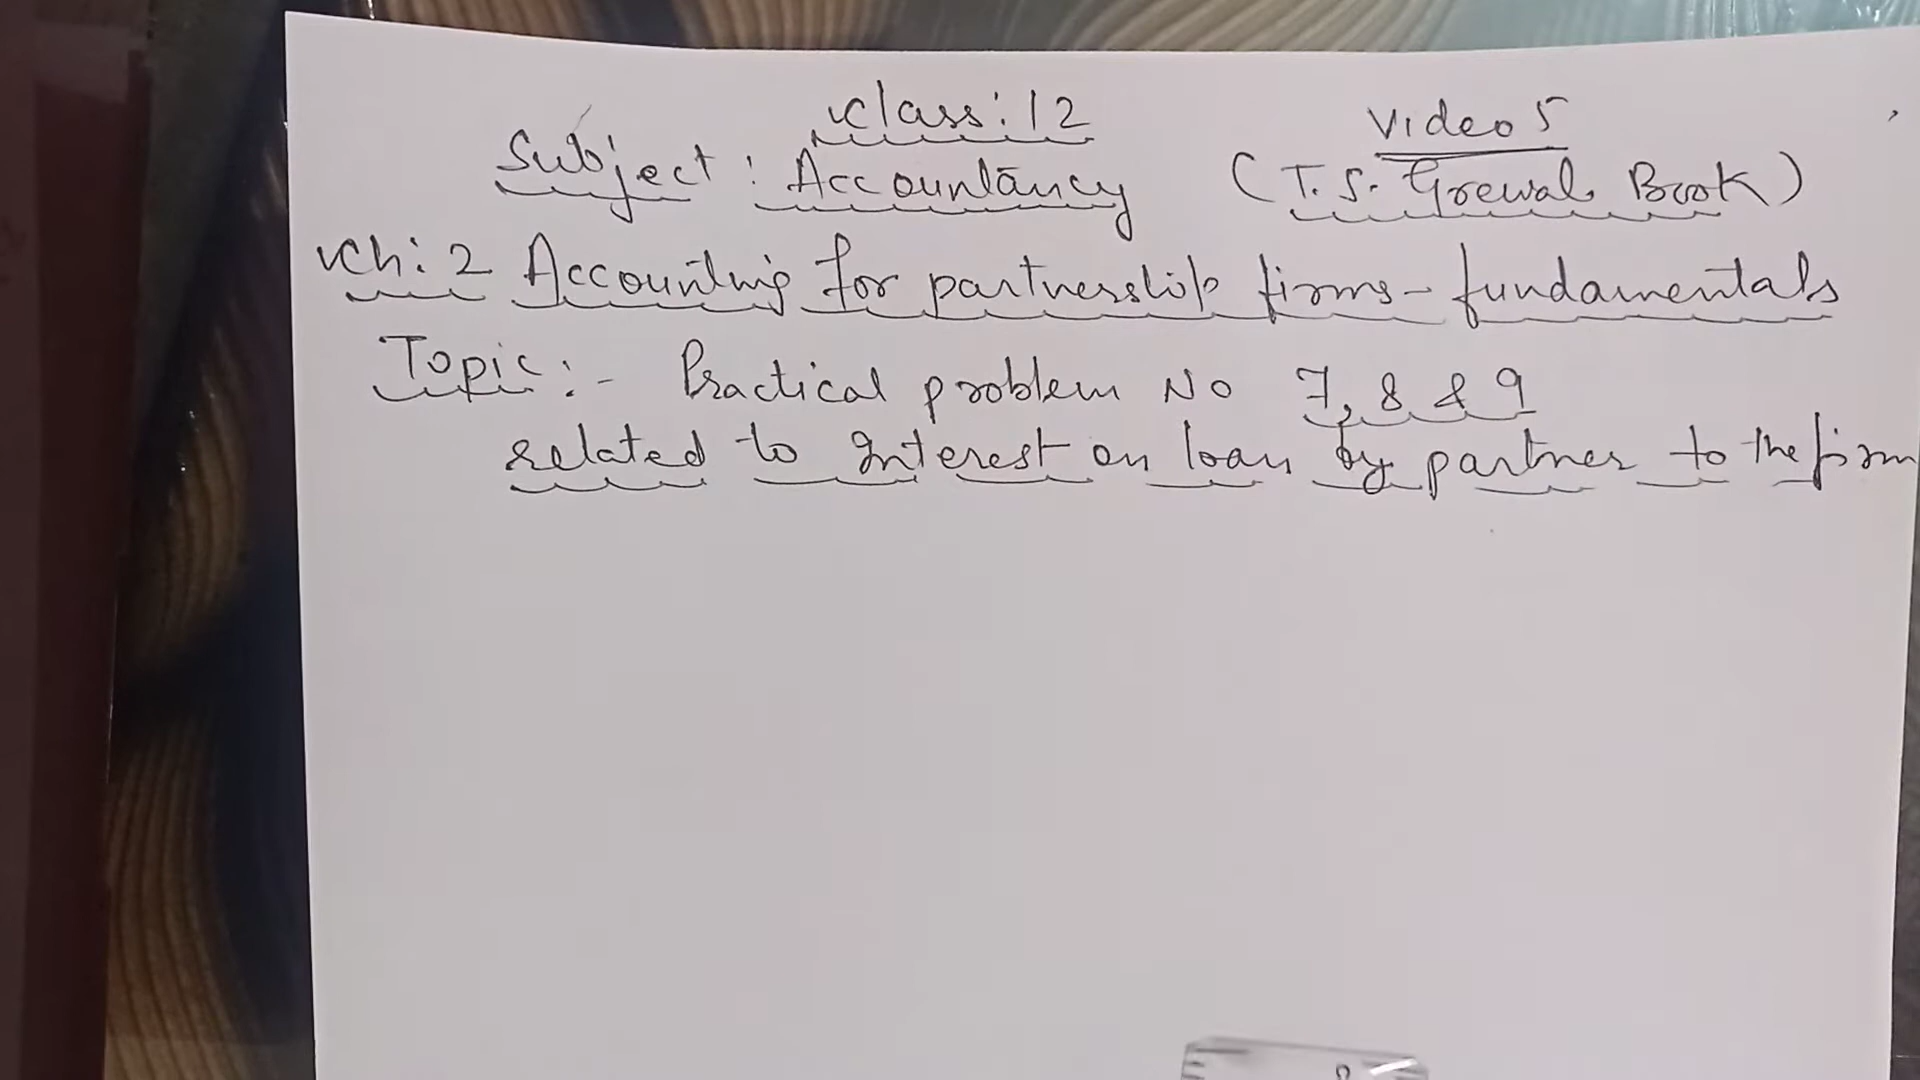 Class: 12
Video 5
Subject: Accountancy
(T.S. Grewal Book)
Ch: 2 Accounting for partnership firms - fundamentals
Topic:- Practical problem No 7, 8 & 9
related to Interest on loan by partner to the firm